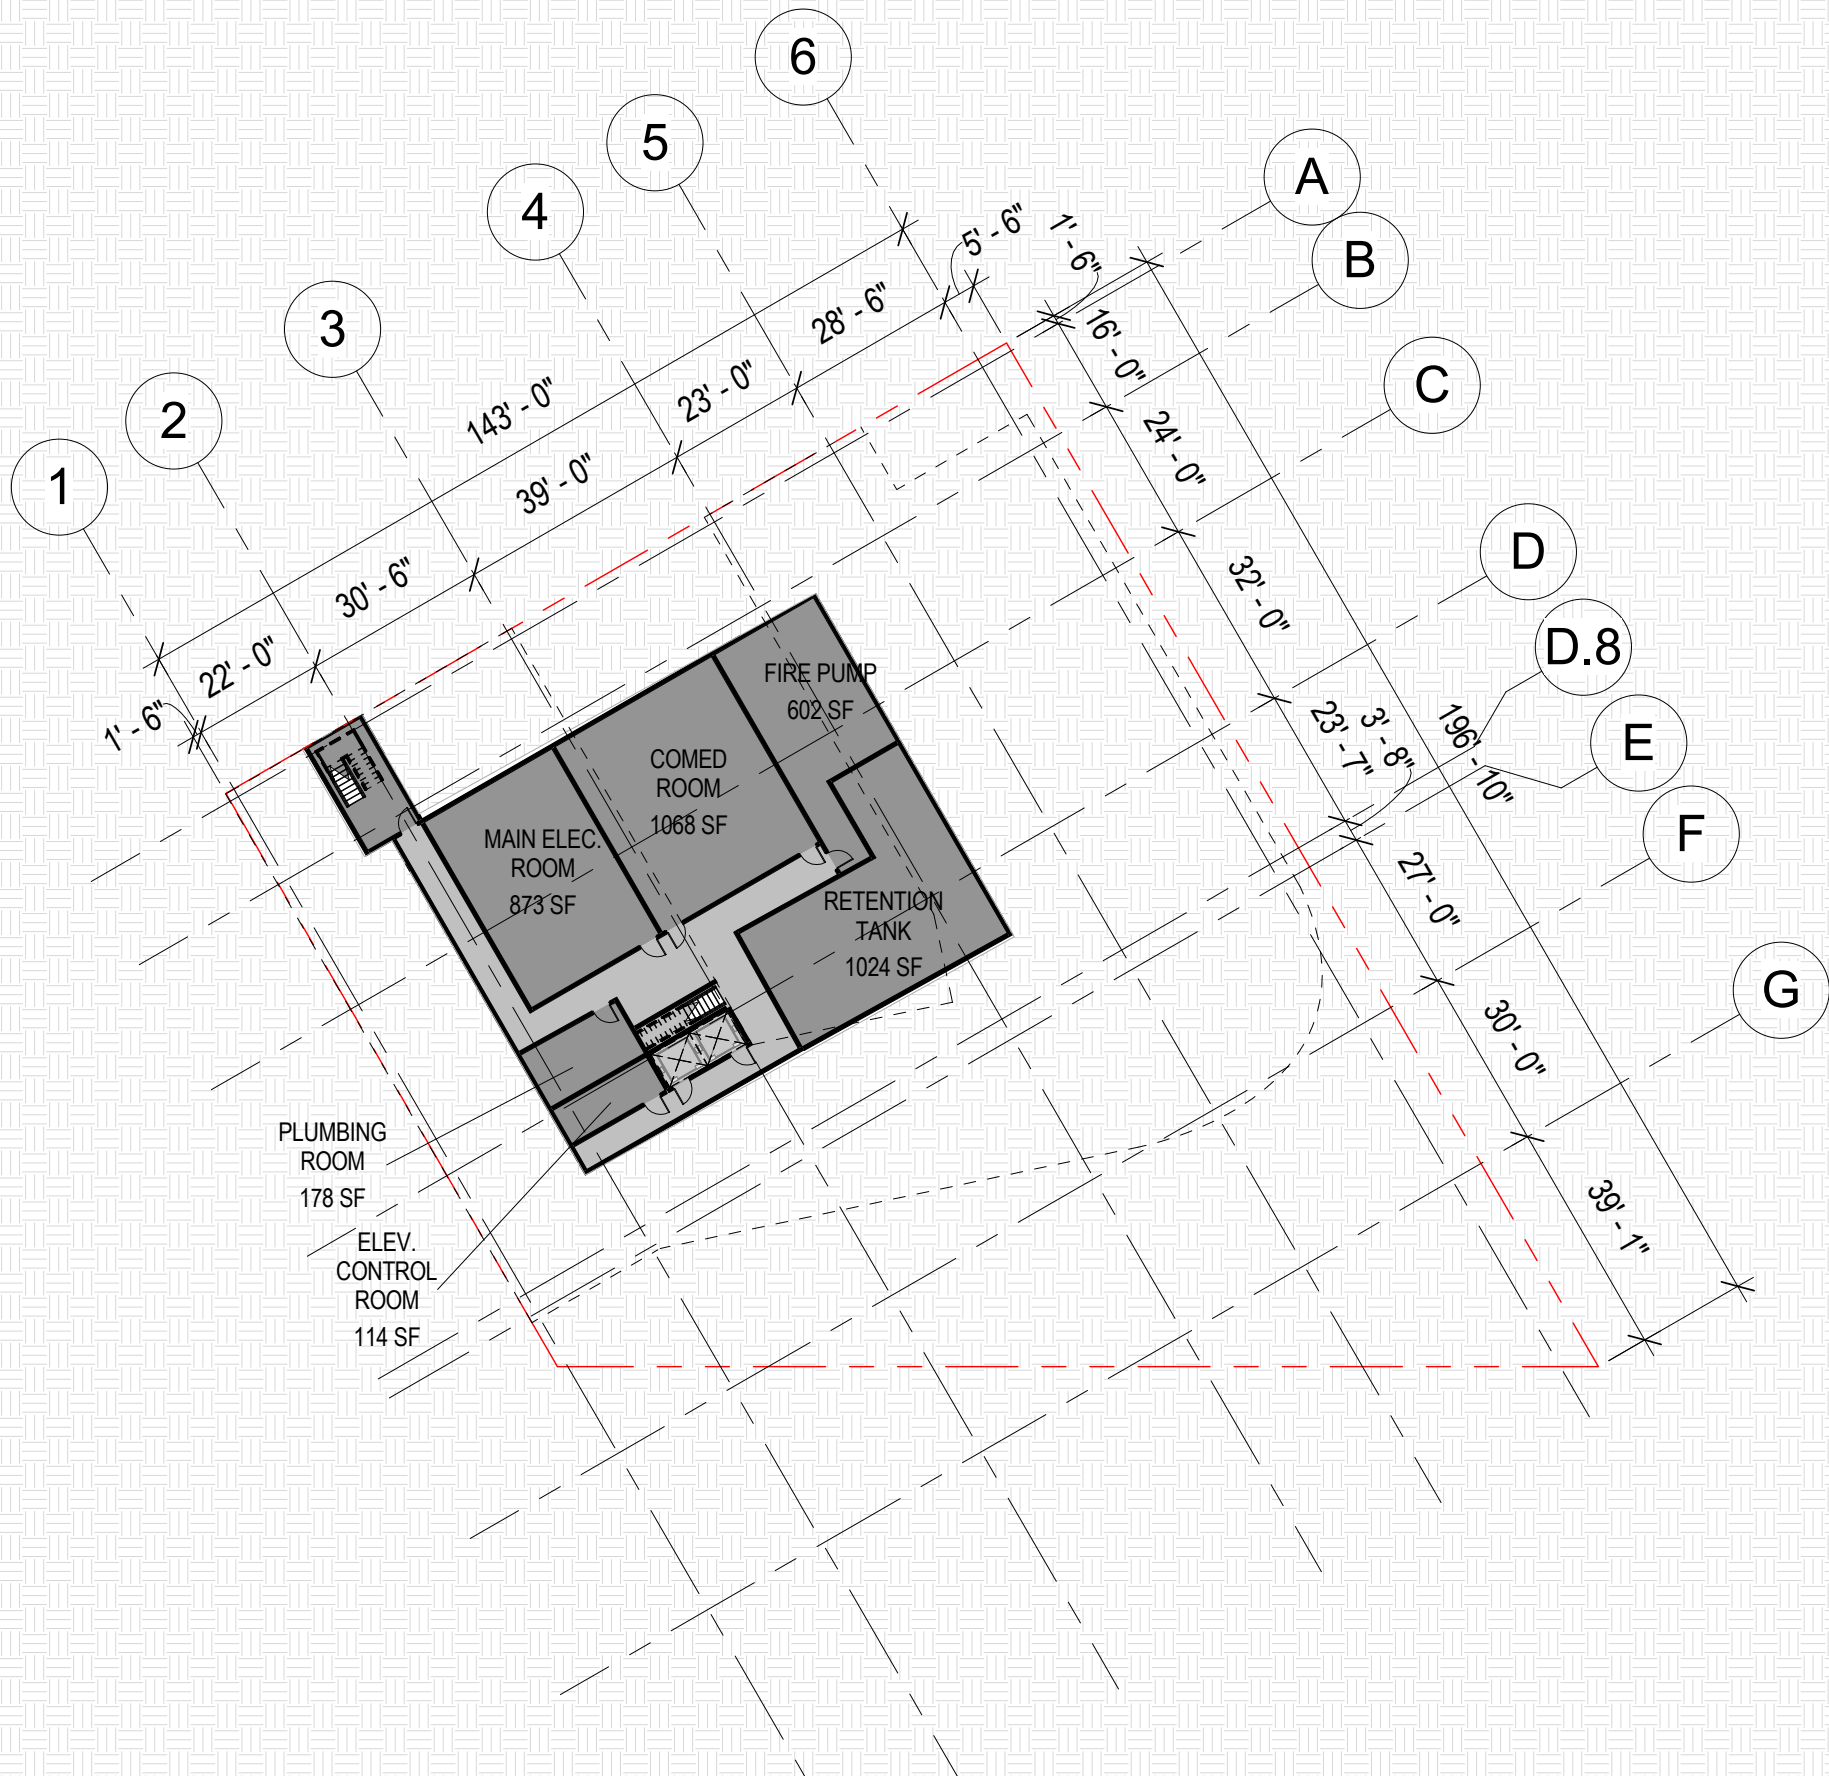 6
5
4
3
2
1
A
B
C
D
D.8
E
F
G
143' - 0"
1' - 6"
22' - 0"
30' - 6"
39' - 0"
23' - 0"
28' - 6"
5' - 6"
1' - 6"
16' - 0"
24' - 0"
32' - 0"
23' - 7"
3' - 8"
196' - 10"
27' - 0"
30' - 0"
39' - 1"
FIRE PUMP
602 SF
COMED
ROOM
1068 SF
MAIN ELEC.
ROOM
873 SF
RETENTION
TANK
1024 SF
PLUMBING
ROOM
178 SF
ELEV.
CONTROL
ROOM
114 SF